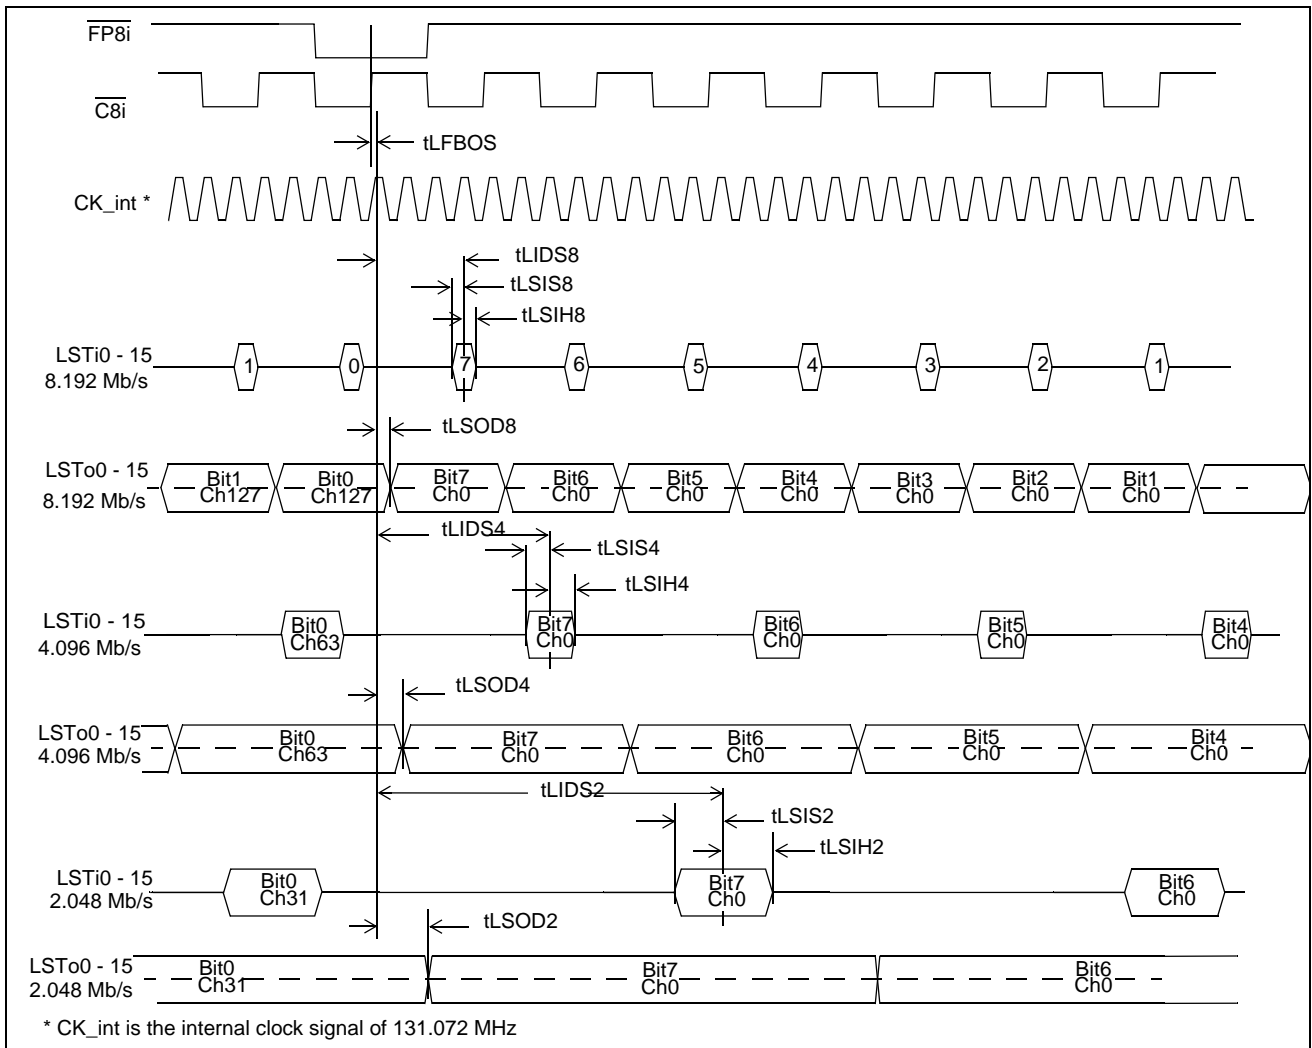 FP8i
C8i
tLFBOS
CK_int *
tLIDS8
tLSIS8
tLSIH8
LSTi0 - 15
8.192 Mb/s
1 0 7 6 5 4 3 2 1
tLSOD8
LSTo0 - 15
8.192 Mb/s
Bit1 Bit0 Bit7 Bit6 Bit5 Bit4 Bit3 Bit2 Bit1
Ch127 Ch127 Ch0 Ch0 Ch0 Ch0 Ch0 Ch0 Ch0
tLIDS4
tLSIS4
tLSIH4
LSTi0 - 15
4.096 Mb/s
Bit0 Bit7 Bit6 Bit5 Bit4
Ch63 Ch0 Ch0 Ch0 Ch0
tLSOD4
LSTo0 - 15
4.096 Mb/s
Bit0 Bit7 Bit6 Bit5 Bit4
Ch63 Ch0 Ch0 Ch0 Ch0
tLIDS2
tLSIS2
tLSIH2
LSTi0 - 15
2.048 Mb/s
Bit0 Bit7 Bit6
Ch31 Ch0 Ch0
tLSOD2
LSTo0 - 15
2.048 Mb/s
Bit0 Bit7 Bit6
Ch31 Ch0 Ch0
* CK_int is the internal clock signal of 131.072 MHz